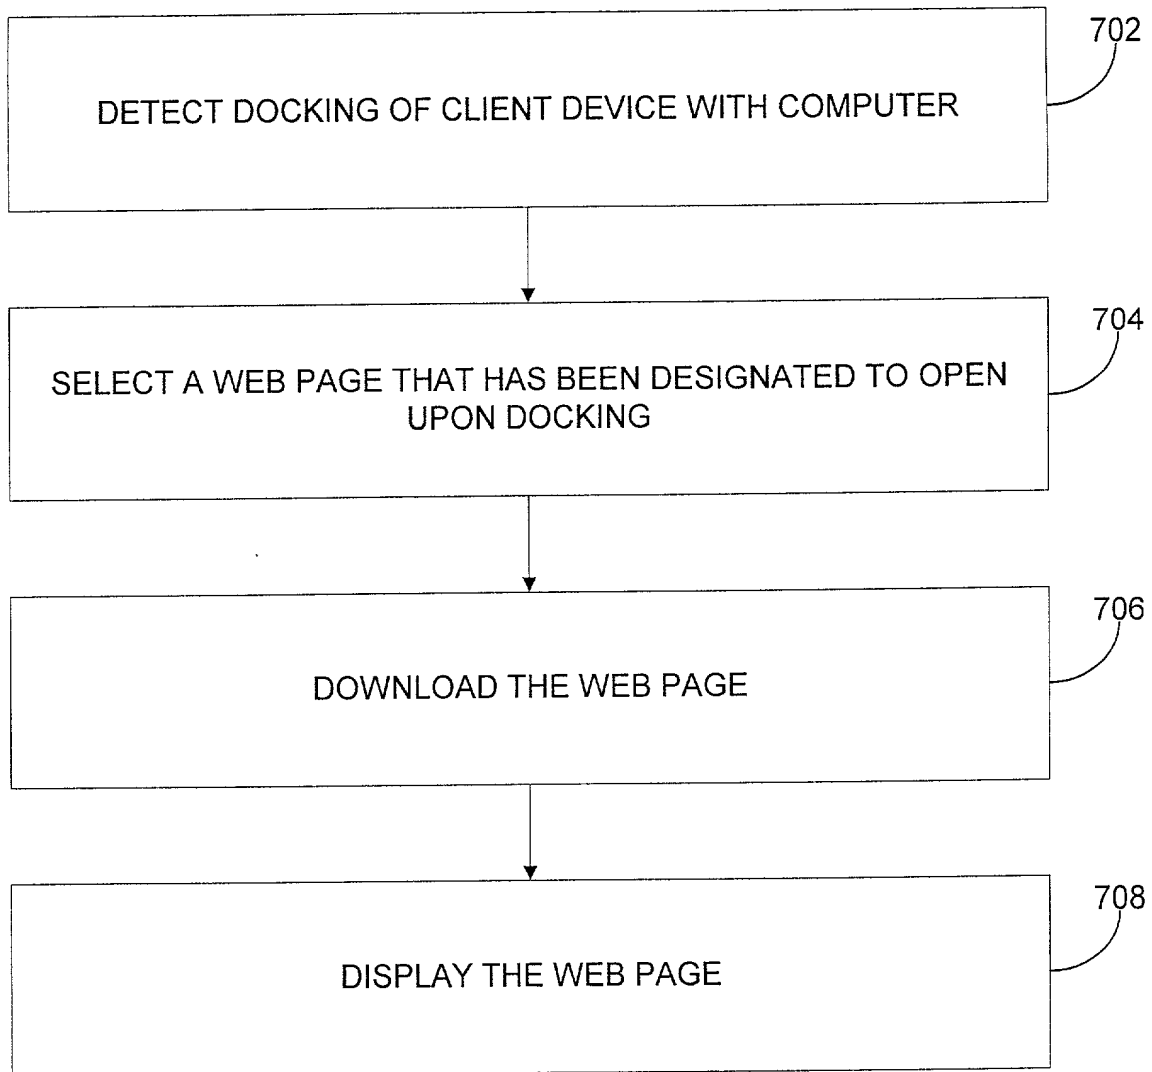 702
DETECT DOCKING OF CLIENT DEVICE WITH COMPUTER
704
SELECT A WEB PAGE THAT HAS BEEN DESIGNATED TO OPEN
UPON DOCKING
706
DOWNLOAD THE WEB PAGE
708
DISPLAY THE WEB PAGE